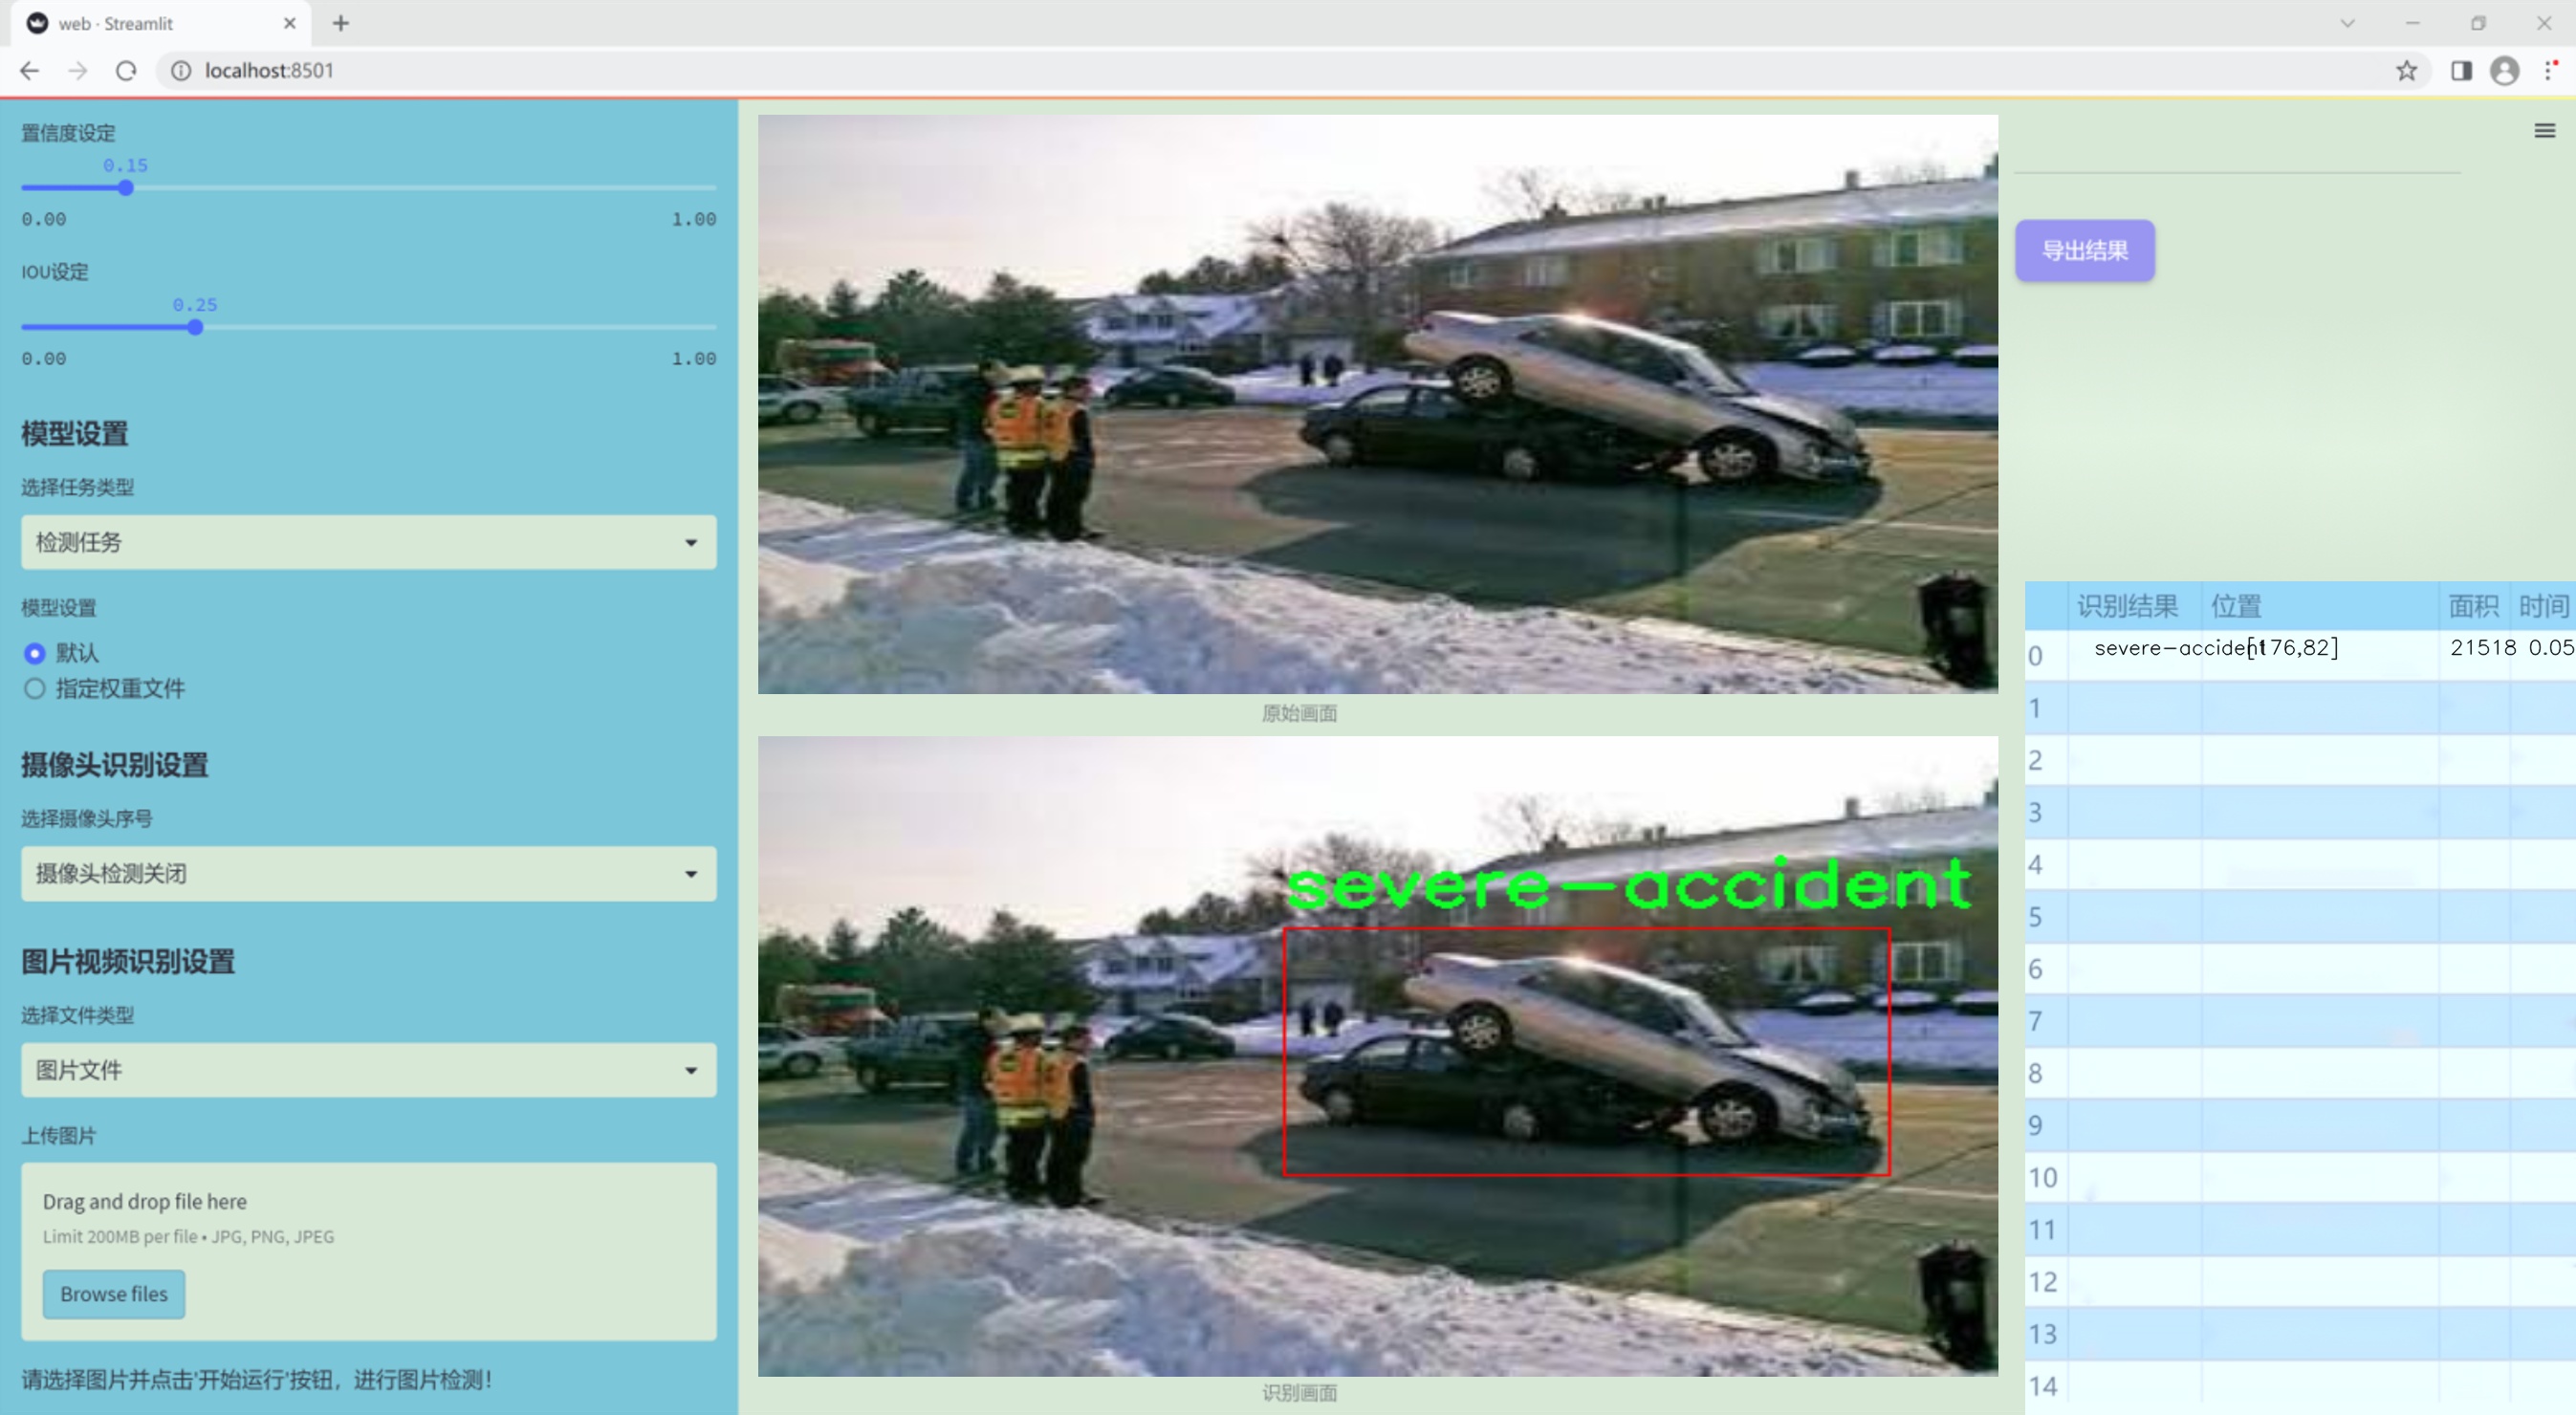 web · Streamlit
localhost:8501
置信度设定
0.15
0.00 1.00
IOU设定
0.25
0.00 1.00
模型设置
选择任务类型
检测任务
模型设置
默认
指定权重文件
摄像头识别设置
选择摄像头序号
摄像头检测关闭
图片视频识别设置
选择文件类型
图片文件
上传图片
Drag and drop file here
Limit 200MB per file • JPG, PNG, JPEG
Browse files
请选择图片并点击'开始运行'按钮，进行图片检测！
原始画面
severe-accident
识别画面
导出结果
识别结果 位置 面积 时间
0 severe-accident [176,82] 21518 0.05
1
2
3
4
5
6
7
8
9
10
11
12
13
14